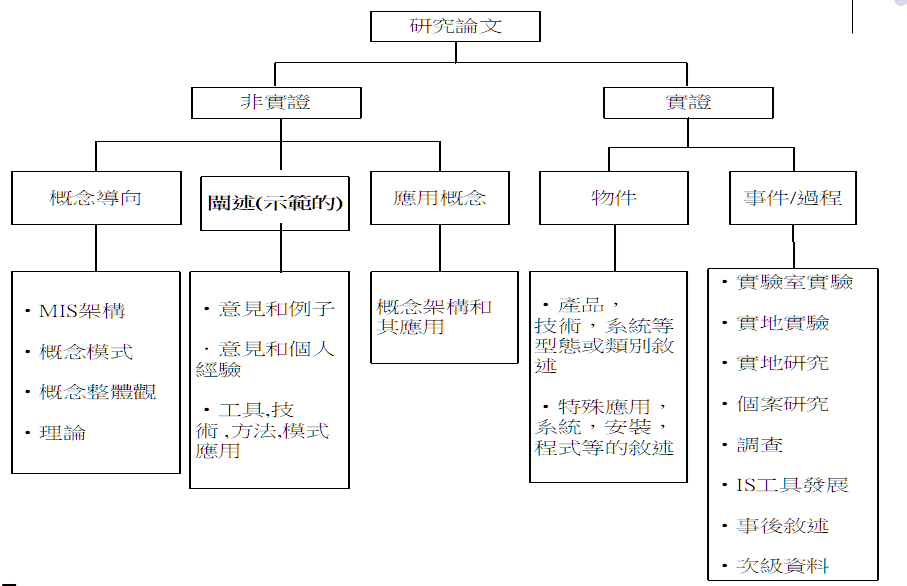 研究論文
非實證
實證
概念導向
闡述(示範的)
應用概念
物件
事件/過程
・MIS架構
・概念模式
・概念整體觀
・理論
・意見和例子
．意見和個人
經驗
・工具,技
術 ,方法,模式
應用
概念架構和
其應用
・產品，
技術，系統等
型態或類別敘
述
・特殊應用，
系統，安裝，
程式等的敘述
・實驗室實驗
・實地實驗
・實地研究
・個案研究
・調查
・IS工具發展
・事後敘述
・次級資料